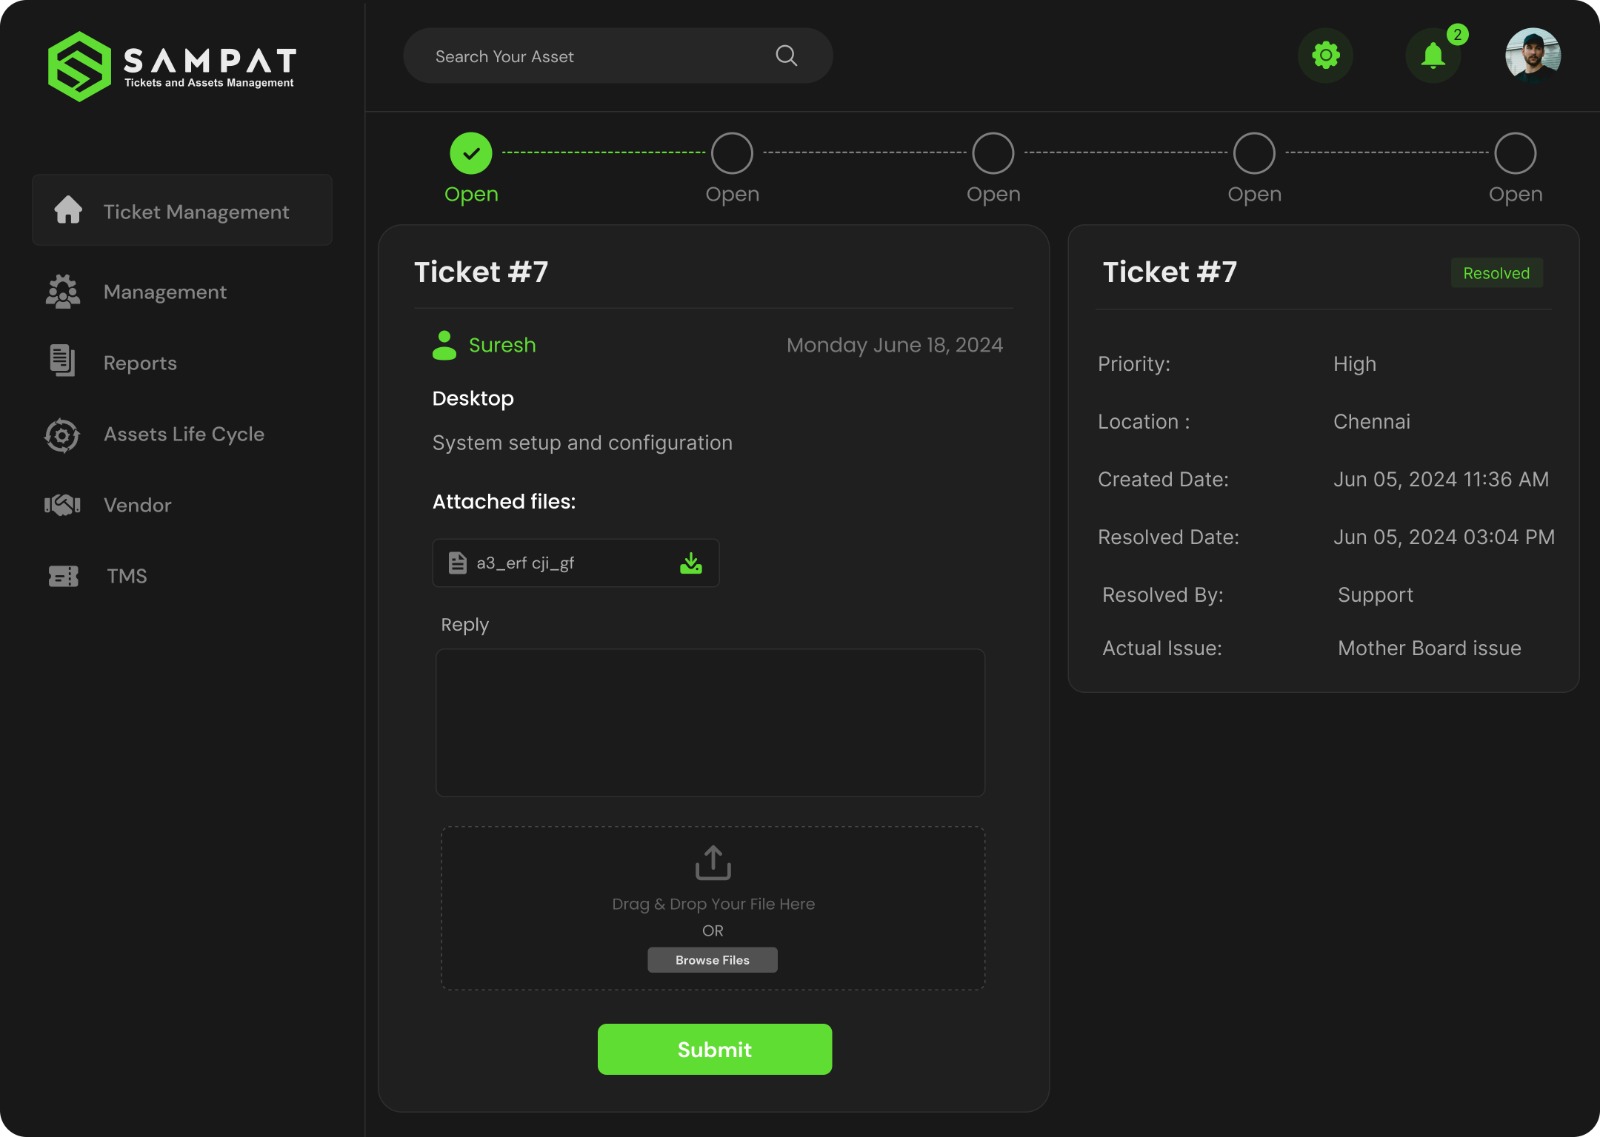 SAMPAT
Tickets and Assets Management
Search Your Asset
2
Ticket Management
Management
Reports
Assets Life Cycle
Vendor
TMS
Open
Open
Open
Open
Open
Ticket #7
Suresh
Monday June 18, 2024
Desktop
System setup and configuration
Attached files:
a3_erf cji_gf
Reply
Drag & Drop Your File Here
OR
Browse Files
Submit
Ticket #7
Resolved
Priority: High
Location : Chennai
Created Date: Jun 05, 2024 11:36 AM
Resolved Date: Jun 05, 2024 03:04 PM
Resolved By: Support
Actual Issue: Mother Board issue